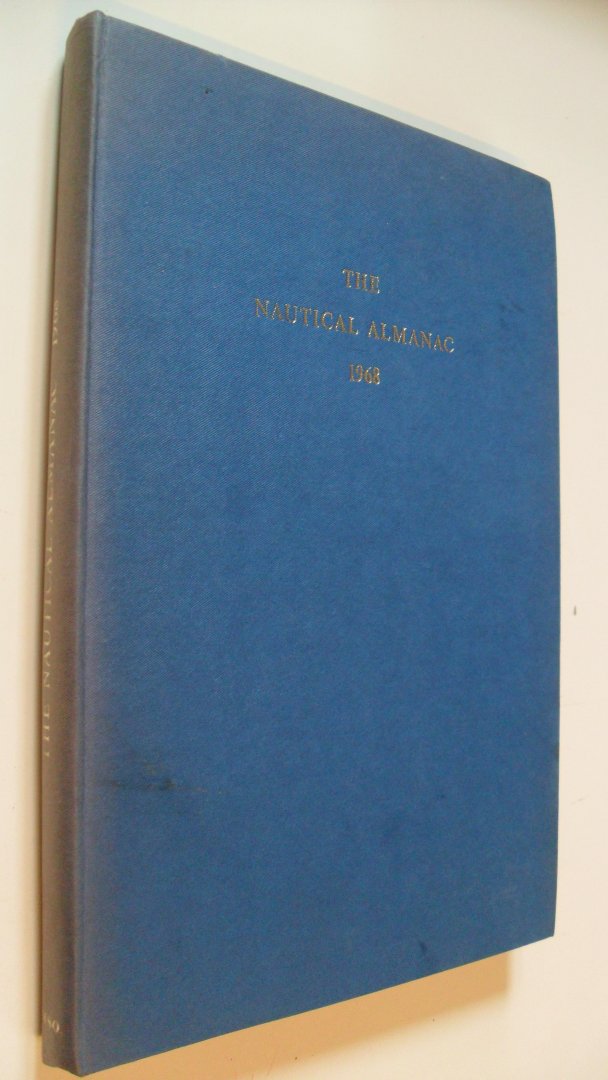 THE
NAUTICAL ALMANAC
1968
THE NAUTICAL ALMANAC 1968